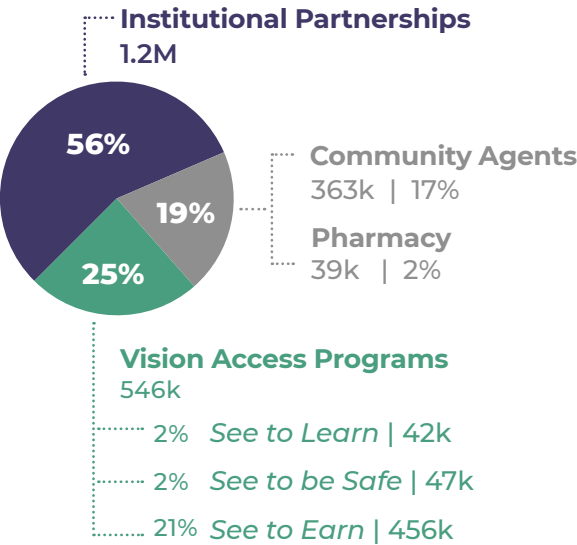 Institutional Partnerships
1.2M
56%
Community Agents
363k | 17%
19%
Pharmacy
39k | 2%
25%
Vision Access Programs
546k
2% See to Learn | 42k
2% See to be Safe | 47k
21% See to Earn | 456k